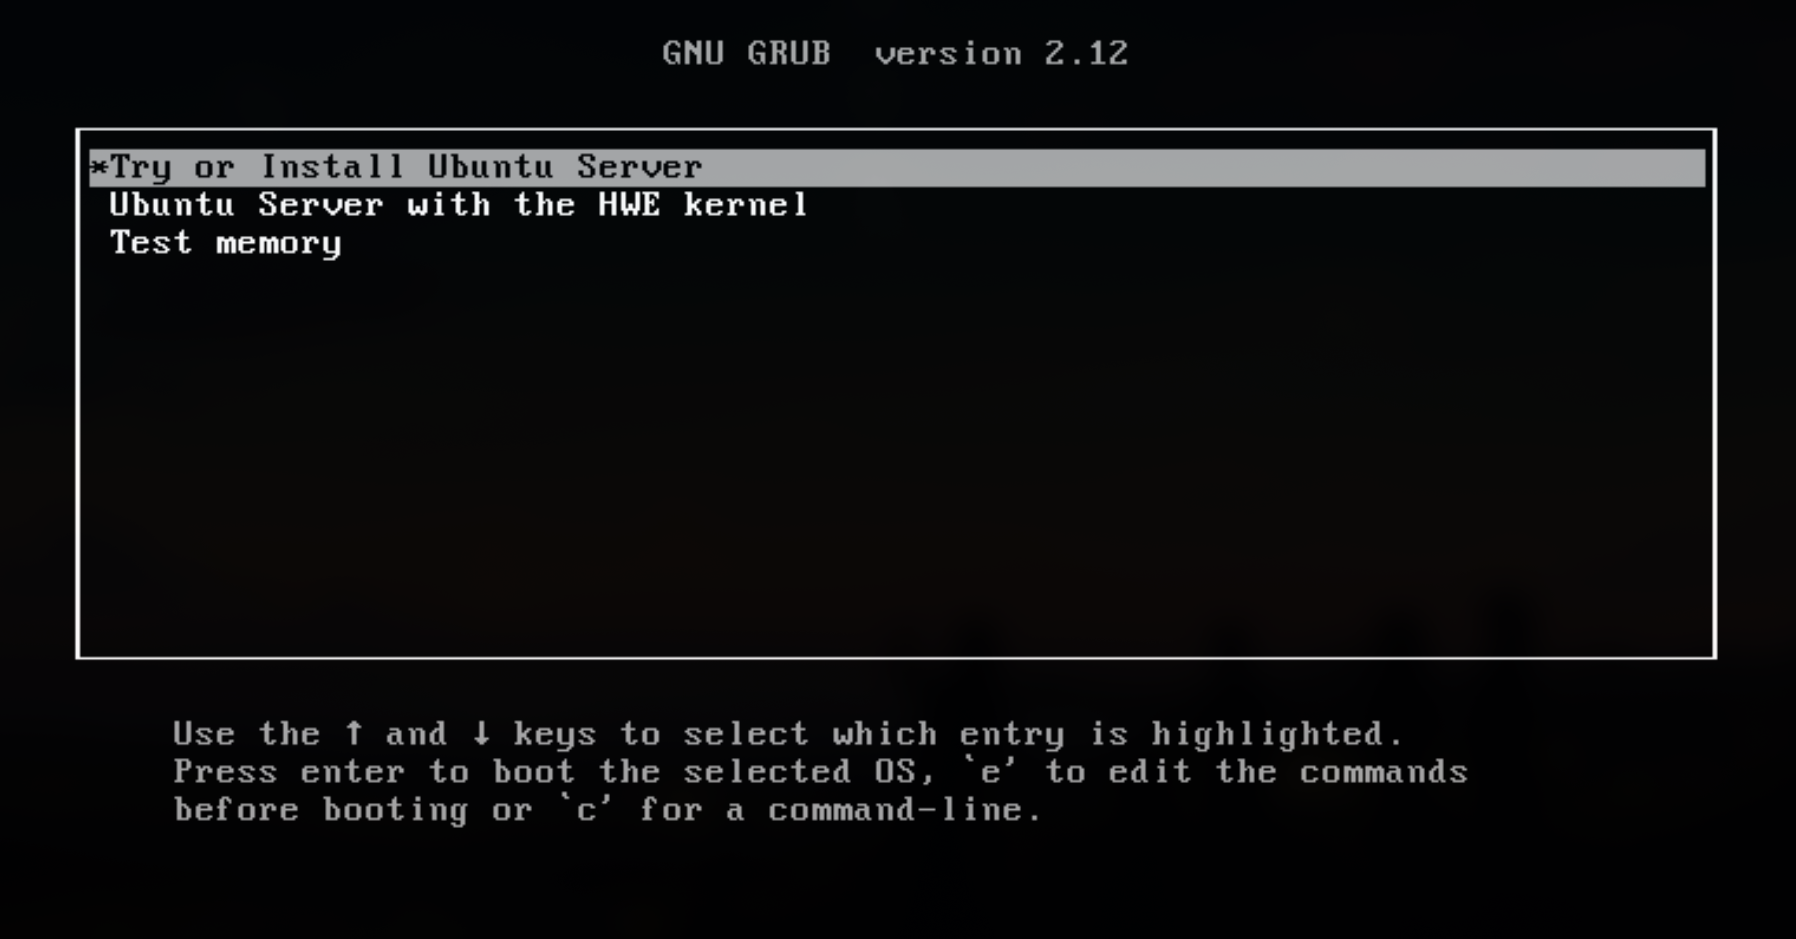 GNU GRUB  version 2.12
*Try or Install Ubuntu Server
Ubuntu Server with the HWE kernel
Test memory
Use the ↑ and ↓ keys to select which entry is highlighted.
Press enter to boot the selected OS, `e' to edit the commands
before booting or `c' for a command-line.